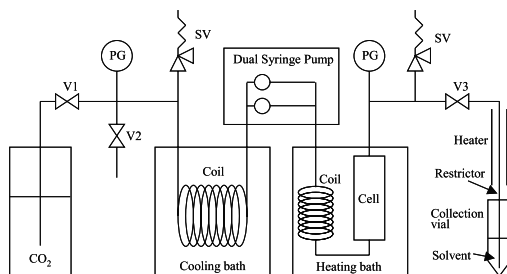 SV
SV
PG
Dual Syringe Pump
PG
V1
V3
V2
Heater
Coil
Coil
Restrictor
Cell
Collection
vial
CO2
Cooling bath
Heating bath
Solvent